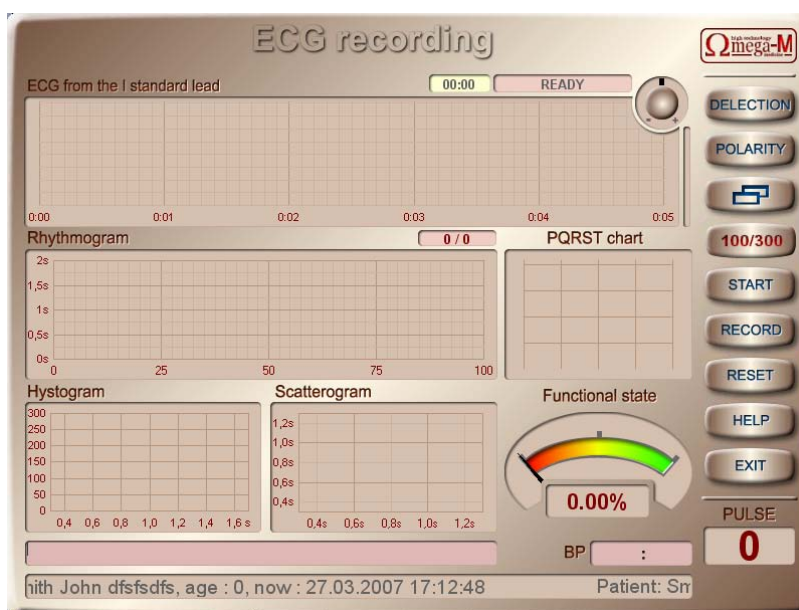 ECG recording
high technology
Ωmega-M
ECG from the I standard lead
00:00
READY
- +
0:00 0:01 0:02 0:03 0:04 0:05
Rhythmogram
0 / 0
PQRST chart
2s
1,5s
1s
0,5s
0s
0 25 50 75 100
Hystogram
300
250
200
150
100
50
0
0,4 0,6 0,8 1,0 1,2 1,4 1,6 s
Scatterogram
1,2s
1,0s
0,8s
0,6s
0,4s
0,4s 0,6s 0,8s 1,0s 1,2s
Functional state
0.00%
BP :
nith John dfsfsdfs, age : 0, now : 27.03.2007 17:12:48 Patient: Sm
DELECTION
POLARITY
100/300
START
RECORD
RESET
HELP
EXIT
PULSE
0